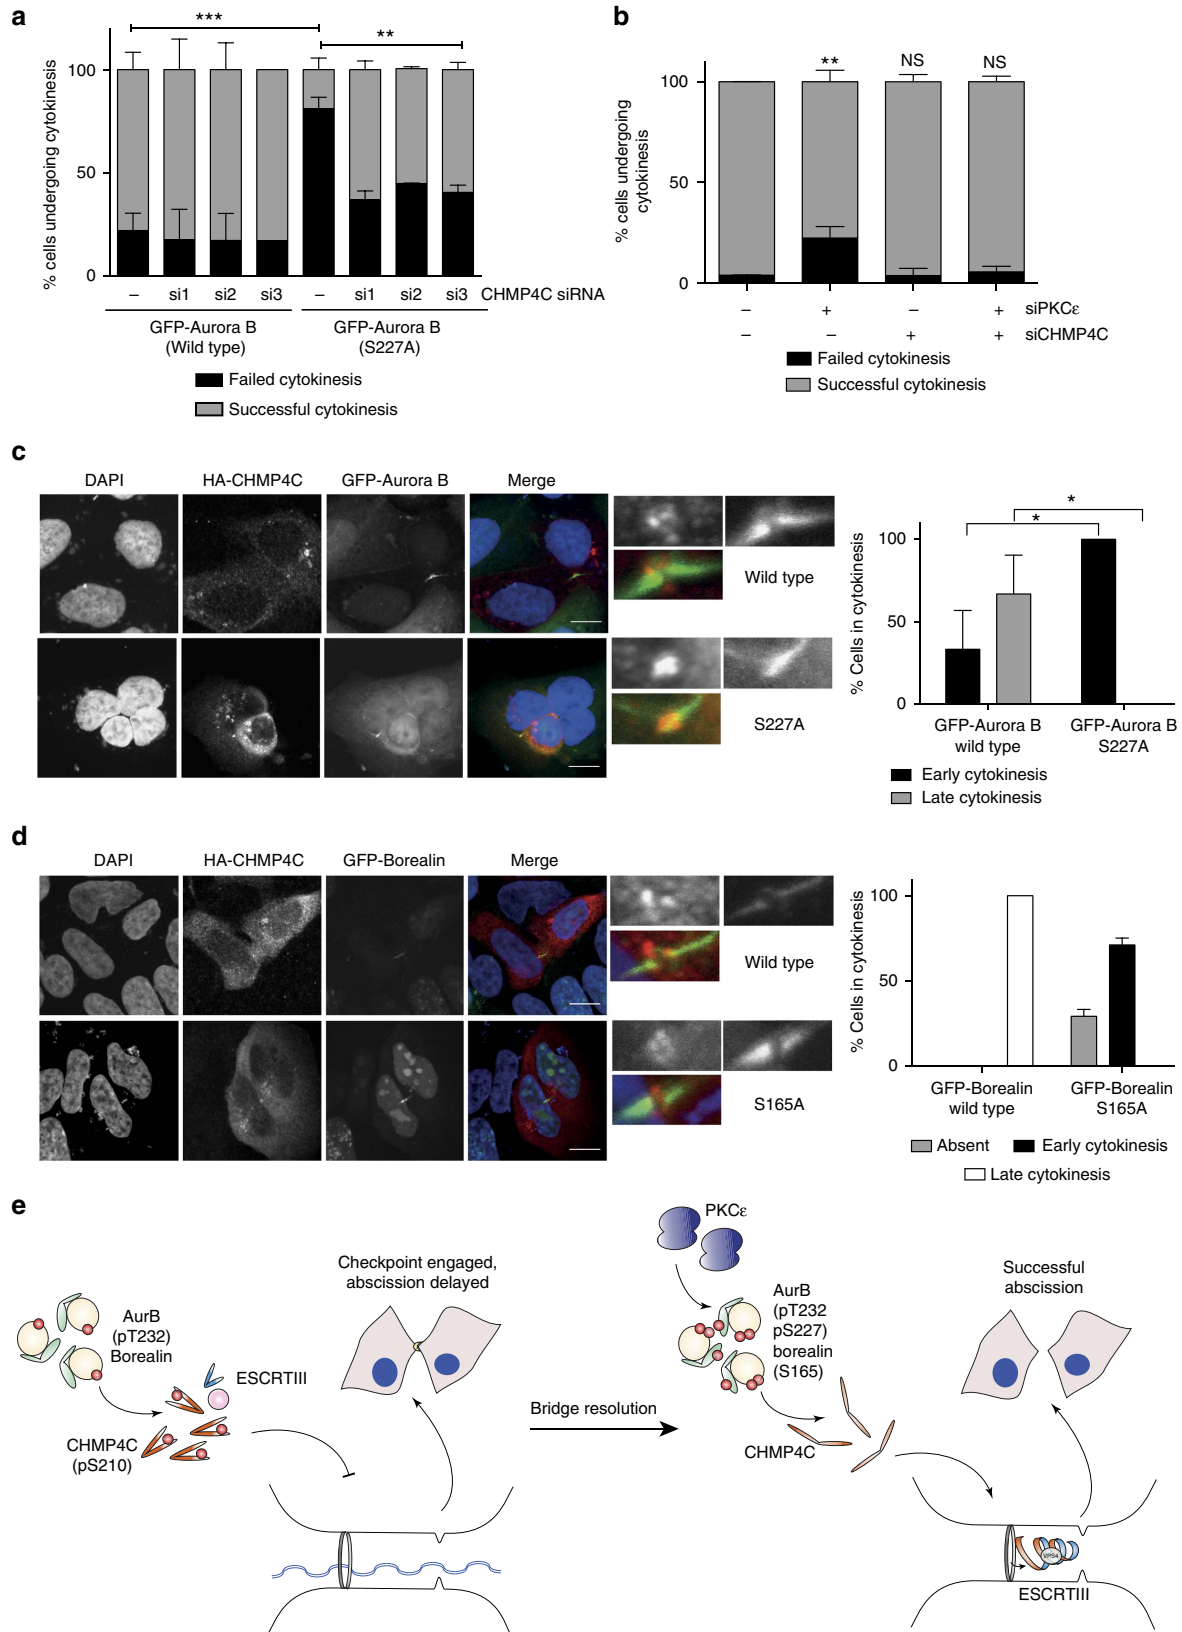 a
***
**
% cells undergoing cytokinesis
100
50
0
– si1 si2 si3 – si1 si2 si3 CHMP4C siRNA
GFP-Aurora B
(Wild type)
GFP-Aurora B
(S227A)
Failed cytokinesis
Successful cytokinesis
b
** NS NS
% cells undergoing
cytokinesis
100
50
0
– + – + siPKCε
– – + + siCHMP4C
Failed cytokinesis
Successful cytokinesis
c
DAPI HA-CHMP4C GFP-Aurora B Merge
Wild type
S227A
*
*
% Cells in cytokinesis
100
50
0
GFP-Aurora B
wild type
GFP-Aurora B
S227A
Early cytokinesis
Late cytokinesis
d
DAPI HA-CHMP4C GFP-Borealin Merge
Wild type
S165A
% Cells in cytokinesis
100
50
0
GFP-Borealin
wild type
GFP-Borealin
S165A
Absent Early cytokinesis
Late cytokinesis
e
AurB
(pT232)
Borealin
ESCRTIII
CHMP4C
(pS210)
Checkpoint engaged,
abscission delayed
Bridge resolution
PKCε
AurB
(pT232
pS227)
borealin
(S165)
CHMP4C
Successful
abscission
VPS4
ESCRTIII